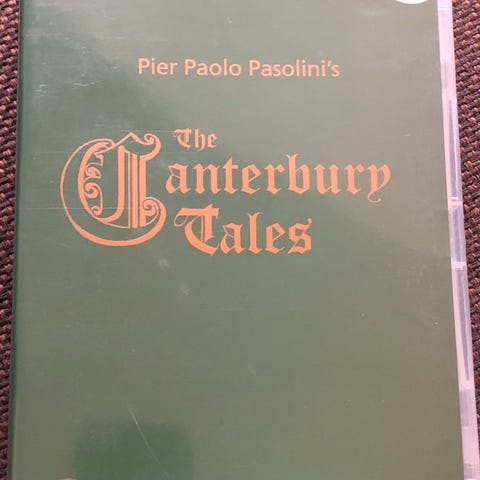 Pier Paolo Pasolini's
The
Canterbury
Tales